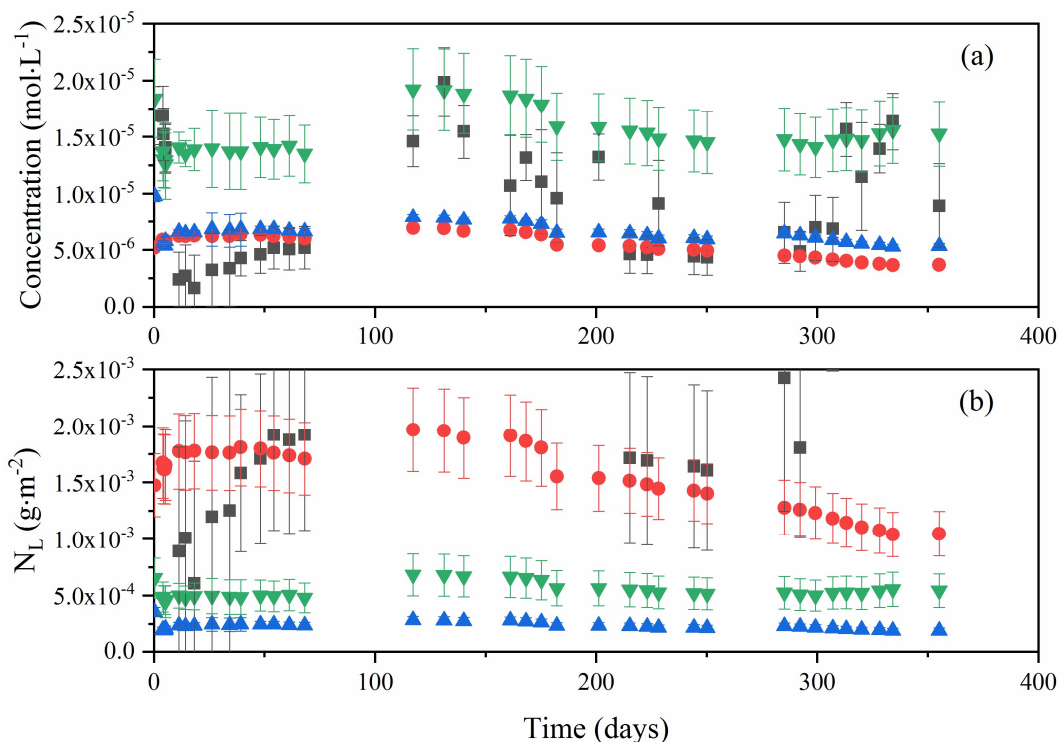 (a)
Concentration (mol·L⁻¹)
2.5x10⁻⁵
2.0x10⁻⁵
1.5x10⁻⁵
1.0x10⁻⁵
5.0x10⁻⁶
0.0
0 100 200 300 400
(b)
N_L (g·m⁻²)
2.5x10⁻³
2.0x10⁻³
1.5x10⁻³
1.0x10⁻³
5.0x10⁻⁴
0.0
0 100 200 300 400
Time (days)